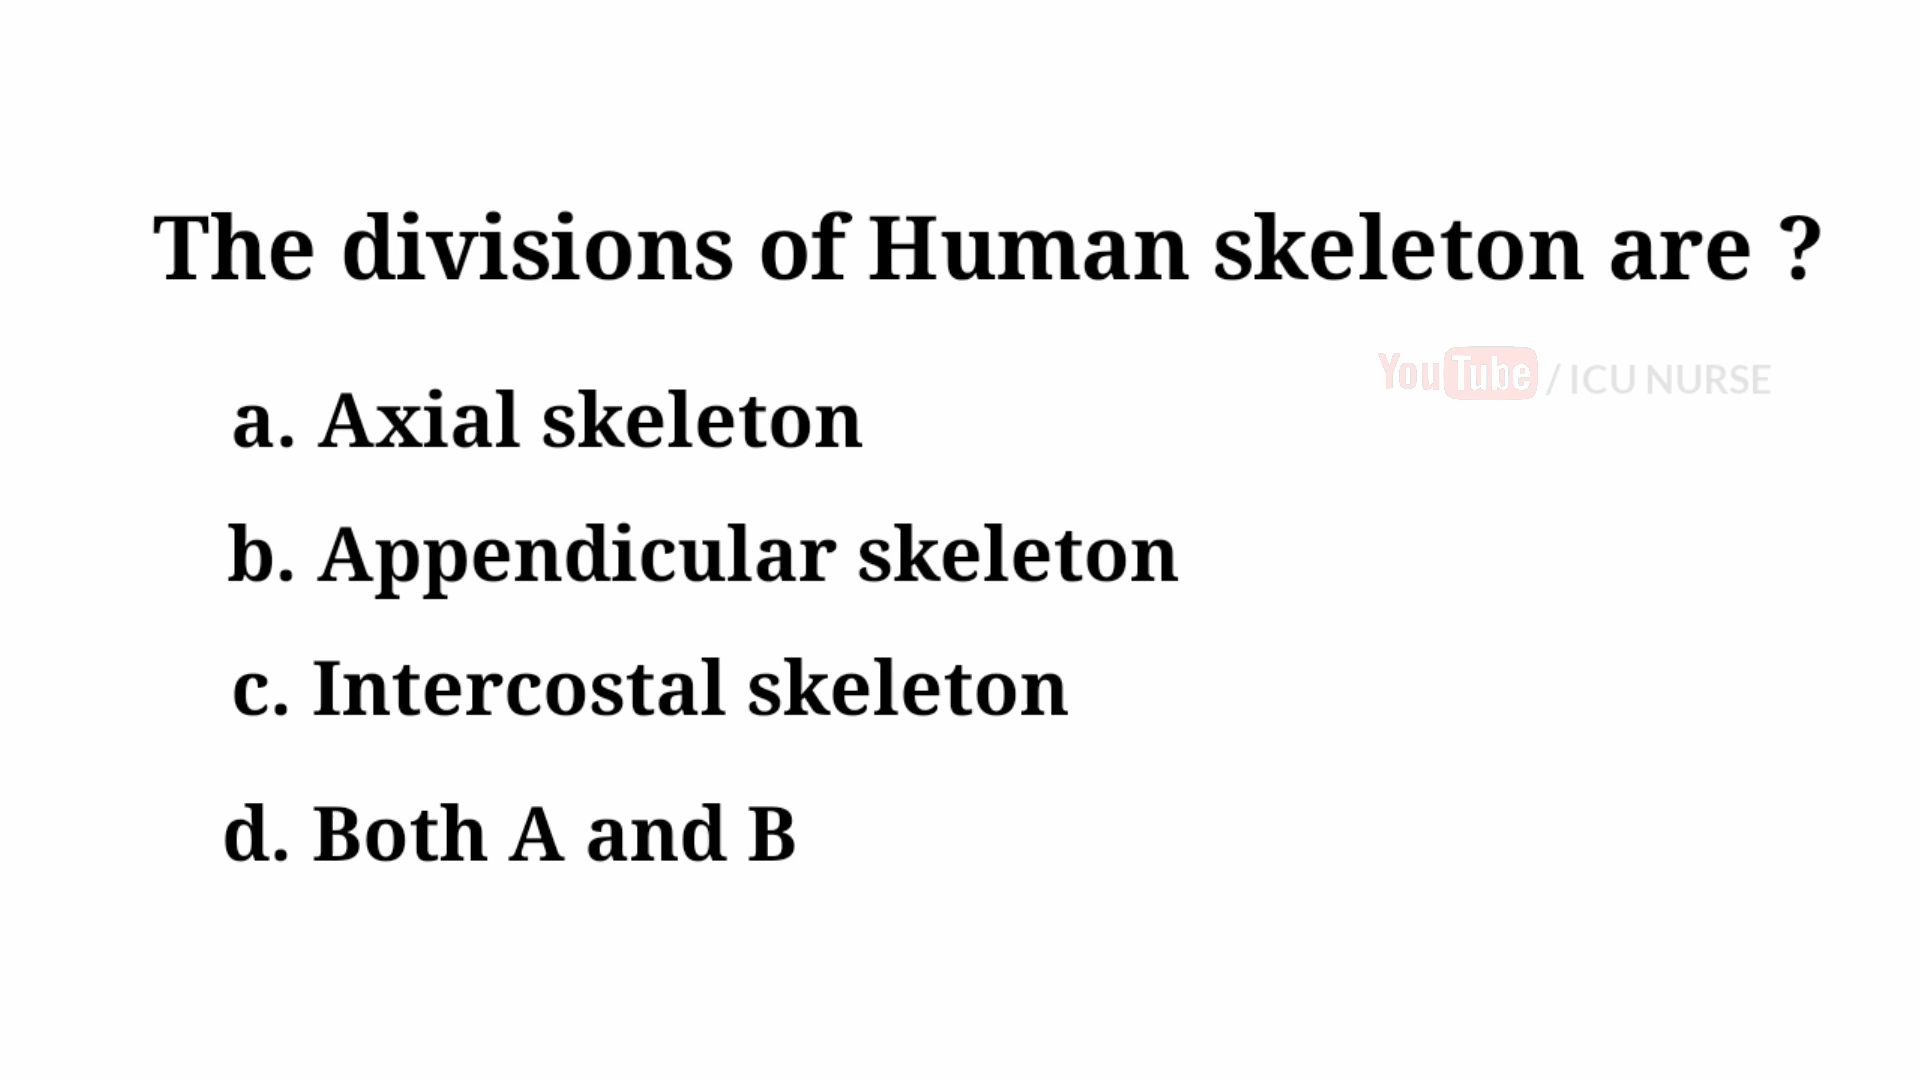 The divisions of Human skeleton are ?
YouTube / ICU NURSE
a. Axial skeleton
b. Appendicular skeleton
c. Intercostal skeleton
d. Both A and B